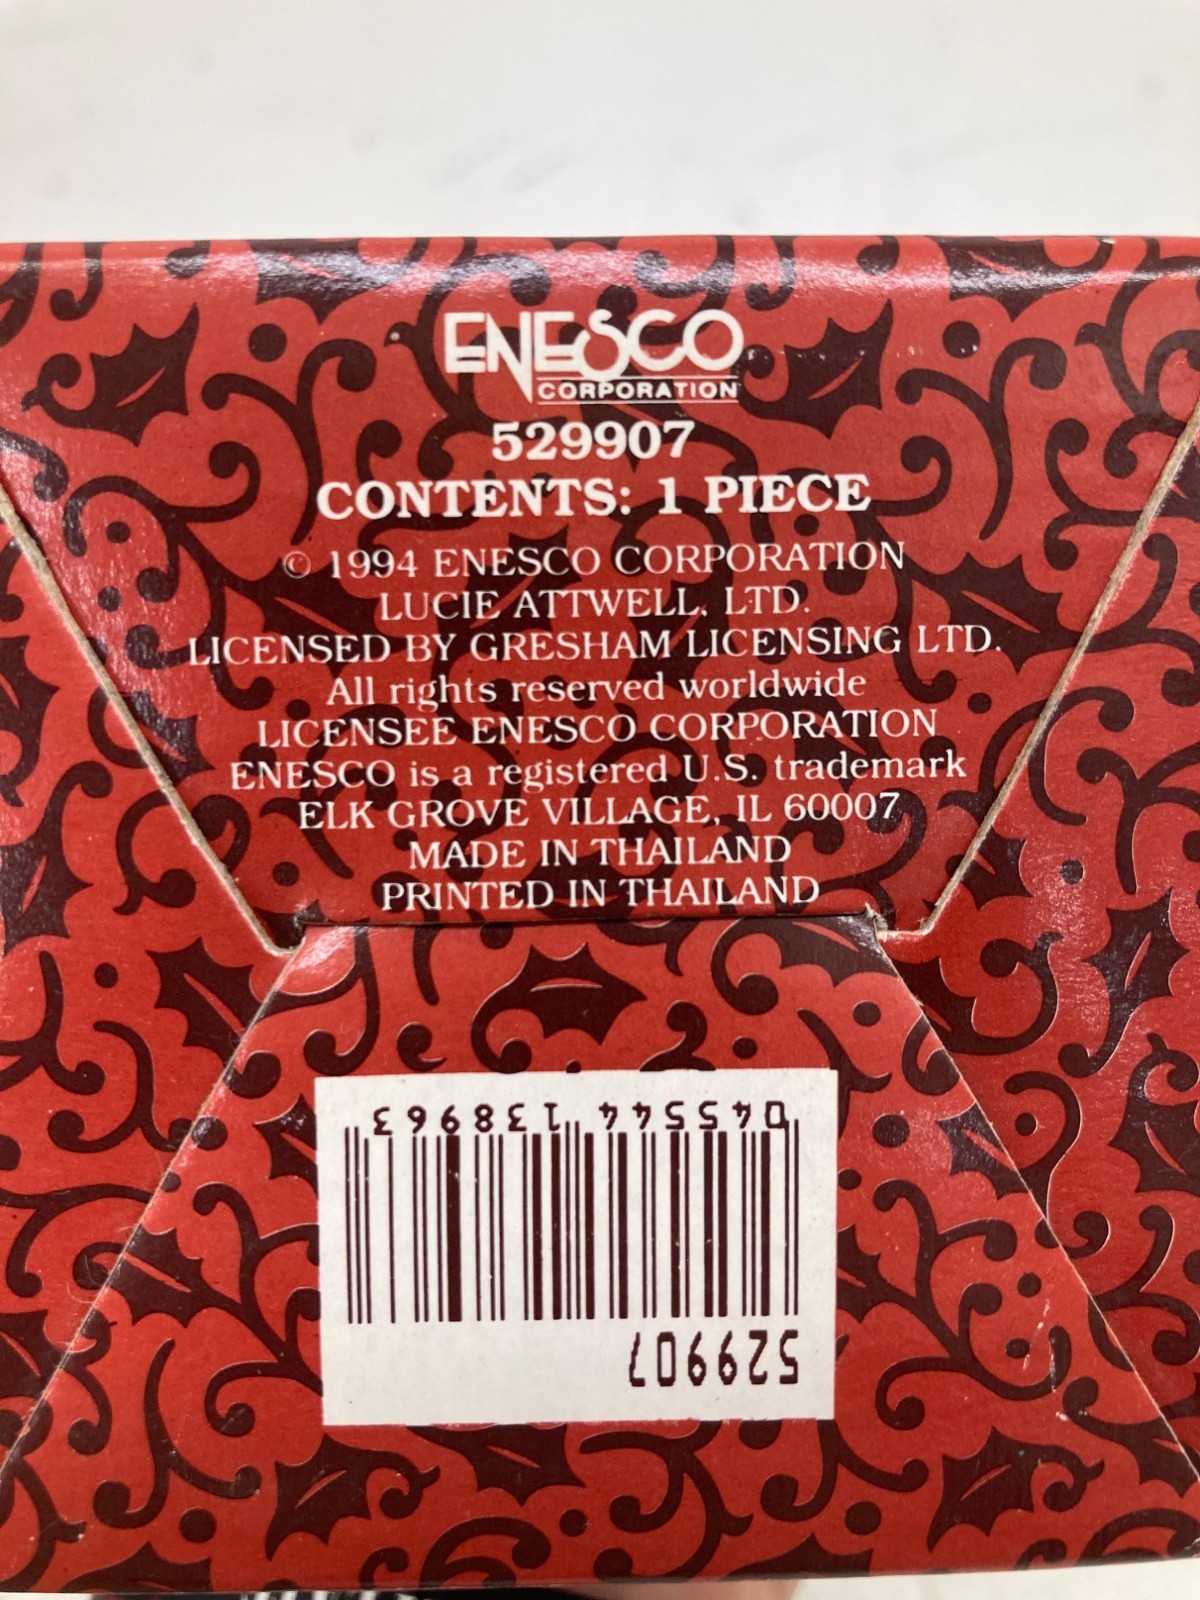 ENESCO
CORPORATION
529907
CONTENTS: 1 PIECE
© 1994 ENESCO CORPORATION
LUCIE ATTWELL, LTD.
LICENSED BY GRESHAM LICENSING LTD.
All rights reserved worldwide
LICENSEE ENESCO CORPORATION
ENESCO is a registered U.S. trademark
ELK GROVE VILLAGE, IL 60007
MADE IN THAILAND
PRINTED IN THAILAND
529907
0 45544 13896 3